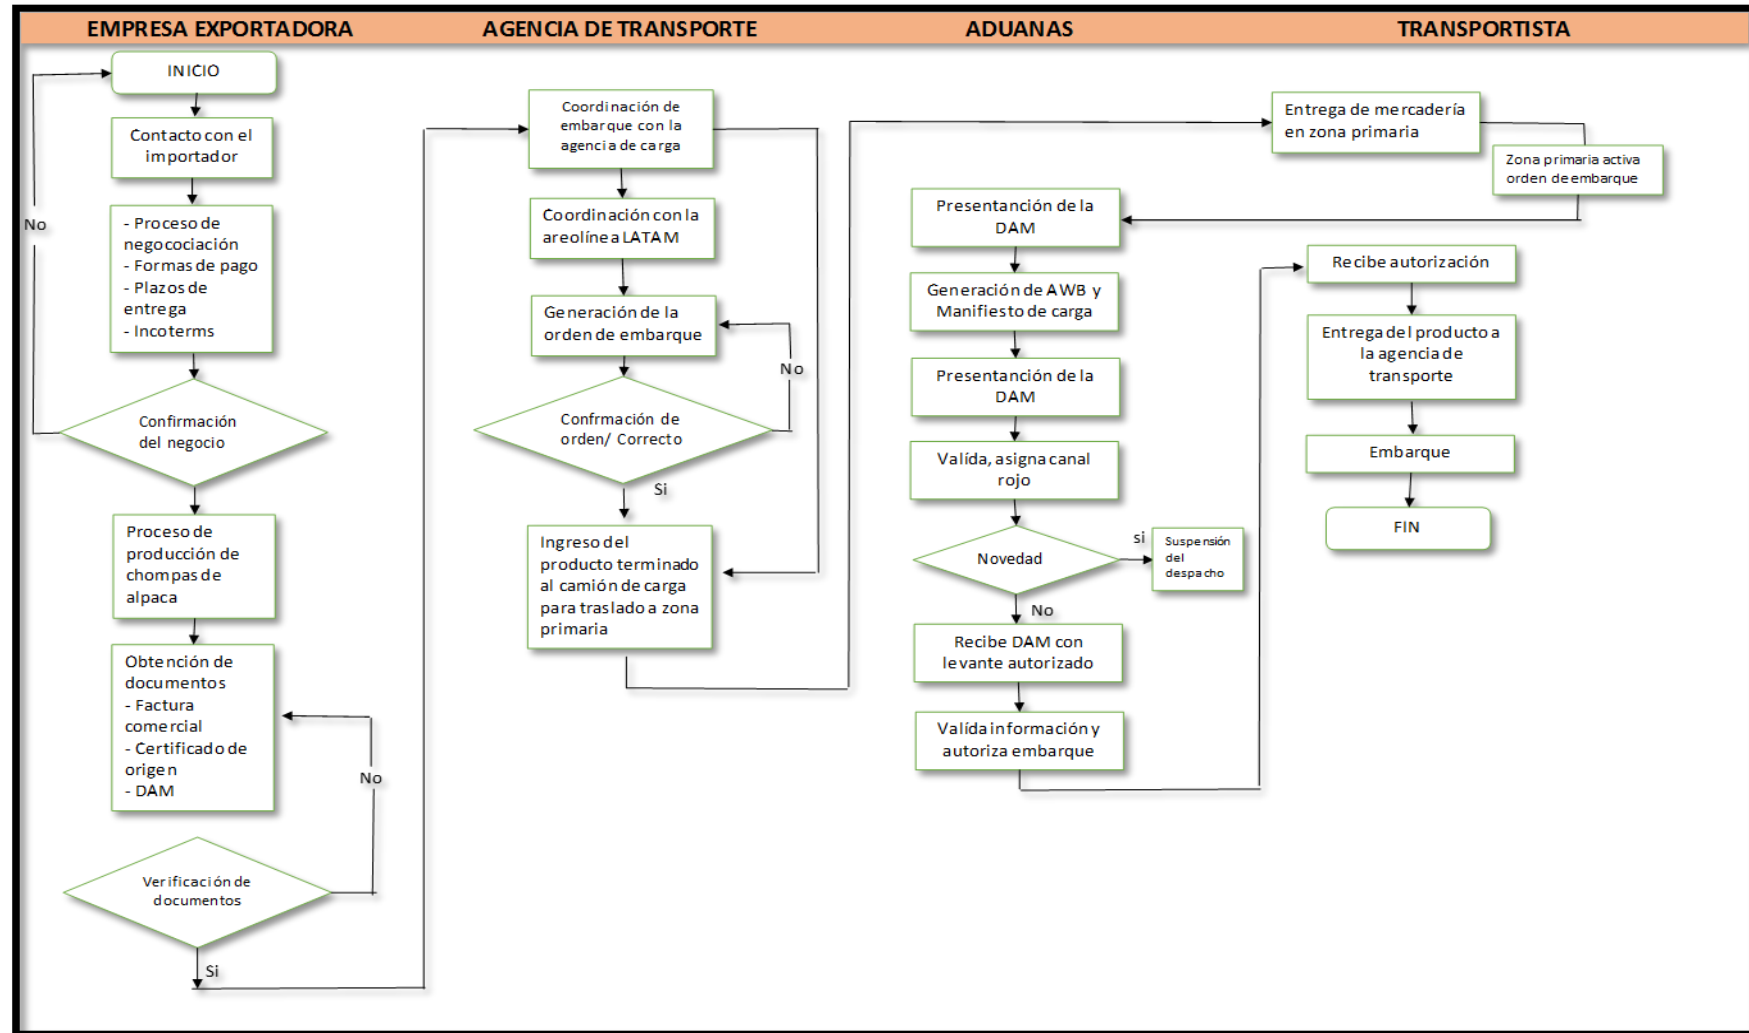 EMPRESA EXPORTADORA
AGENCIA DE TRANSPORTE
ADUANAS
TRANSPORTISTA
INICIO
Contacto con el
importador
- Proceso de
negocociación
- Formas de pago
- Plazos de
entrega
- Incoterms
No
Confirmación
del negocio
Proceso de
producción de
chompas de
alpaca
Obtención de
documentos
- Factura
comercial
- Certificado de
origen
- DAM
No
Verificación de
documentos
Si
Coordinación de
embarque con la
agencia de carga
Coordinación con la
areolínea LATAM
Generación de la
orden de embarque
No
Confrmación de
orden/ Correcto
Si
Ingreso del
producto terminado
al camión de carga
para traslado a zona
primaria
Presentanción de la
DAM
Generación de AWB y
Manifiesto de carga
Presentanción de la
DAM
Valída, asigna canal
rojo
Novedad
si
Suspensión
del
despacho
No
Recibe DAM con
levante autorizado
Valída información y
autoriza embarque
Entrega de mercadería
en zona primaria
Zona primaria activa
orden de embarque
Recibe autorización
Entrega del producto a
la agencia de
transporte
Embarque
FIN